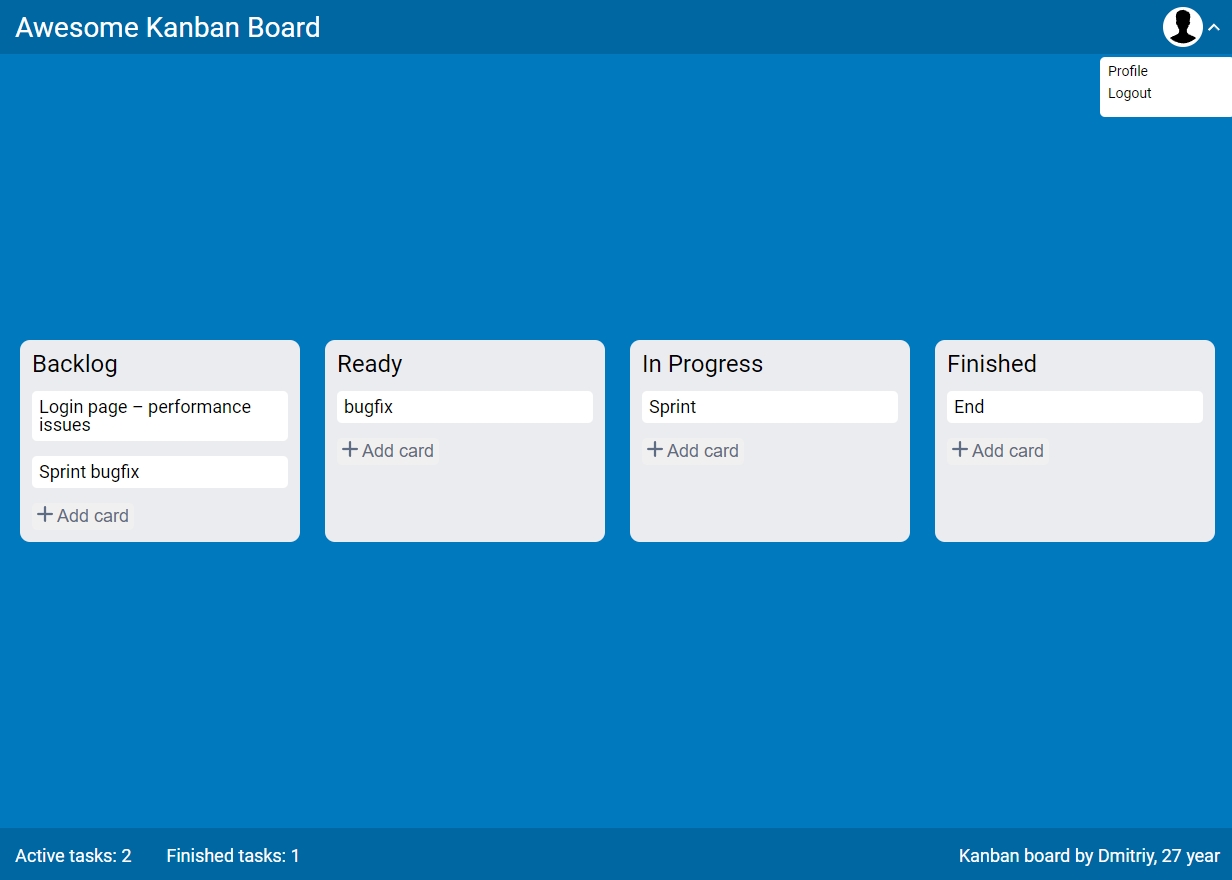 Awesome Kanban Board
Profile
Logout
Backlog
Login page – performance
issues
Sprint bugfix
Add card
Ready
bugfix
Add card
In Progress
Sprint
Add card
Finished
End
Add card
Active tasks: 2
Finished tasks: 1
Kanban board by Dmitriy, 27 year